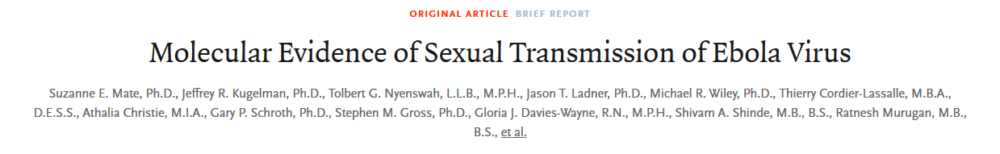 ORIGINAL ARTICLE BRIEF REPORT
Molecular Evidence of Sexual Transmission of Ebola Virus
Suzanne E. Mate, Ph.D., Jeffrey R. Kugelman, Ph.D., Tolbert G. Nyenswah, L.L.B., M.P.H., Jason T. Ladner, Ph.D., Michael R. Wiley, Ph.D., Thierry Cordier-Lassalle, M.B.A.,
D.E.S.S., Athalia Christie, M.I.A., Gary P. Schroth, Ph.D., Stephen M. Gross, Ph.D., Gloria J. Davies-Wayne, R.N., M.P.H., Shivam A. Shinde, M.B., B.S., Ratnesh Murugan, M.B.,
B.S., et al.